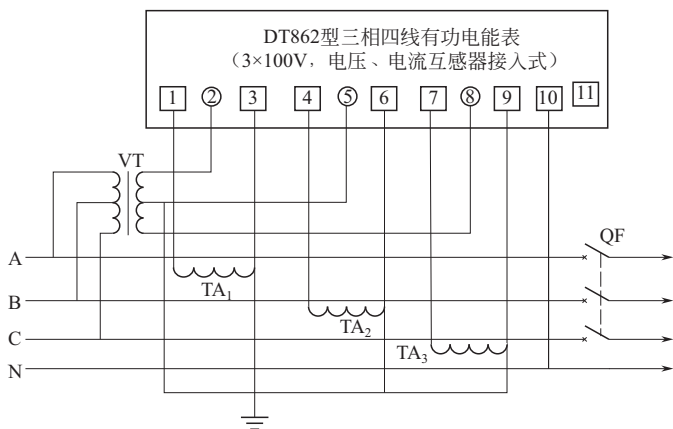 DT862型三相四线有功电能表
（3×100V，电压、电流互感器接入式）
1 ② 3 4 ⑤ 6 7 ⑧ 9 10 11
VT
QF
A
TA₁
B
TA₂
C
TA₃
N